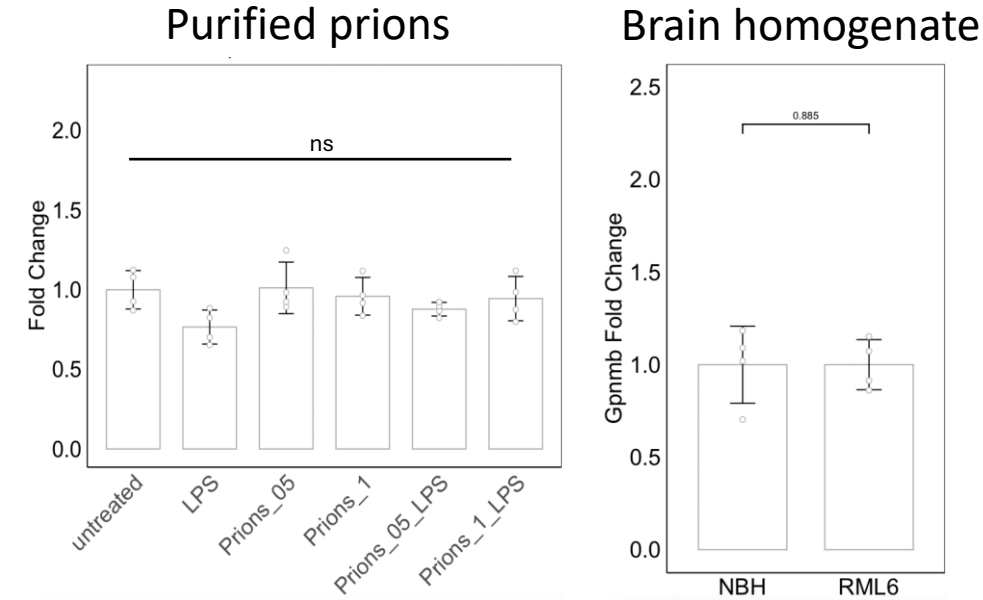 Purified prions
Fold Change
2.0
1.5
1.0
0.5
0.0
ns
untreated
LPS
Prions_05
Prions_1
Prions_05_LPS
Prions_1_LPS
Brain homogenate
Gpnmb Fold Change
2.5
2.0
1.5
1.0
0.5
0.0
0.885
NBH
RML6